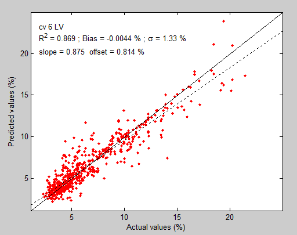 cv 6 LV
R² = 0.869 ; Bias = -0.0044 % ; σ = 1.33 %
slope = 0.875 offset = 0.814 %
Predicted values (%)
20
15
10
5
5
10
15
20
Actual values (%)